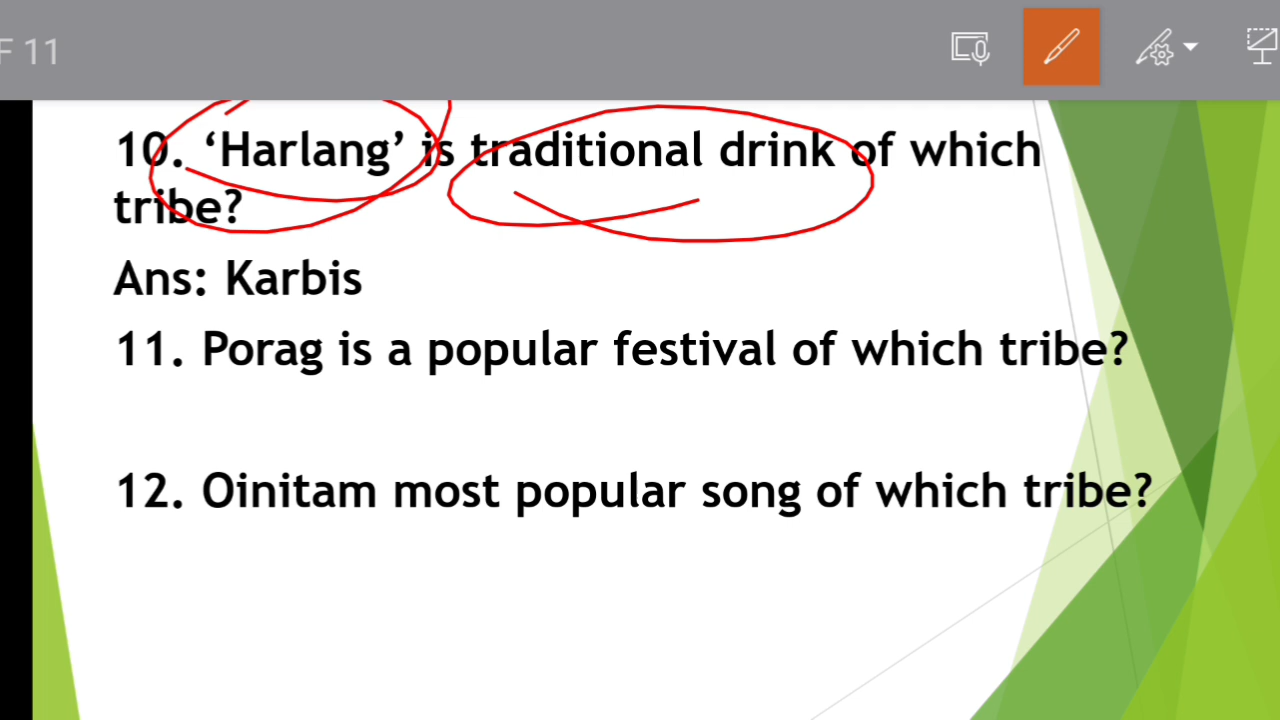 F 11
10. ‘Harlang’ is traditional drink of which
tribe?
Ans: Karbis
11. Porag is a popular festival of which tribe?
12. Oinitam most popular song of which tribe?